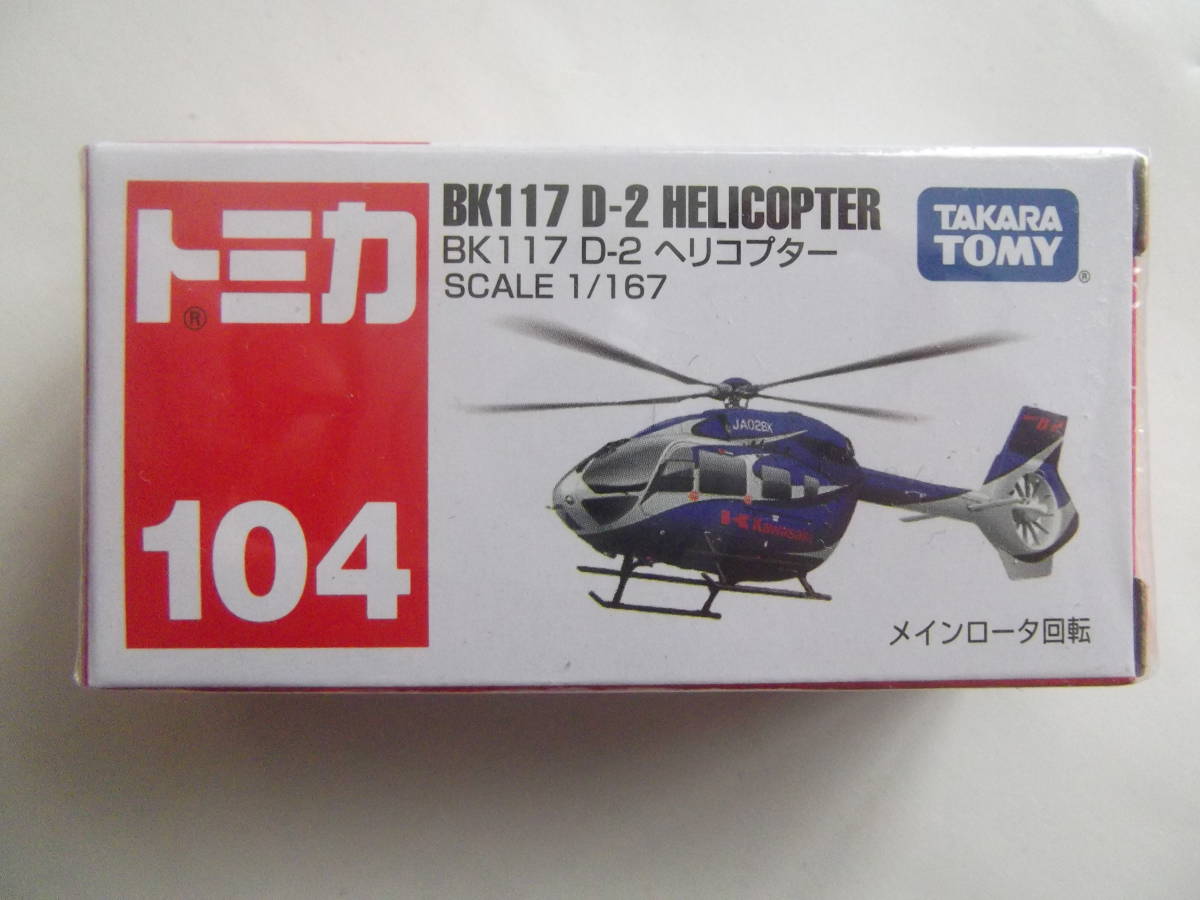 トミカ
®
104
BK117 D-2 HELICOPTER
BK117 D-2 ヘリコプター
SCALE 1/167
TAKARA
TOMY
®
JA02BK
Kawasaki
メインロータ回転